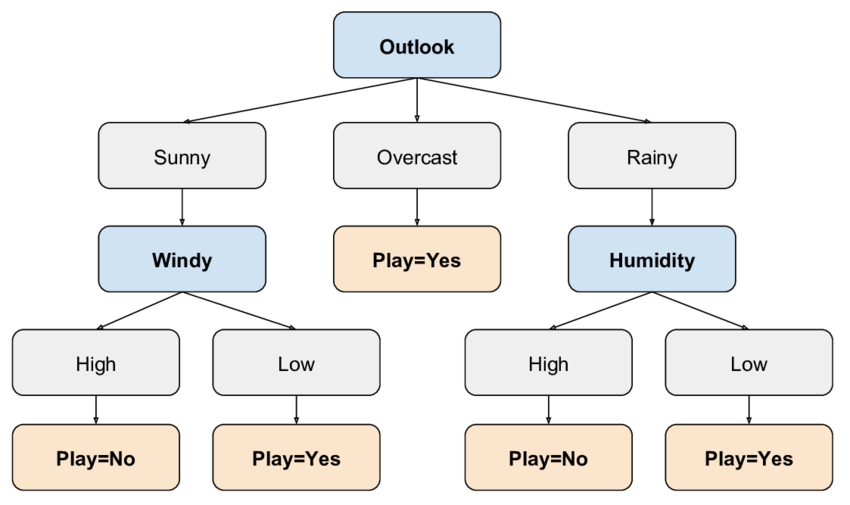 Outlook
Sunny
Overcast
Rainy
Windy
Play=Yes
Humidity
High
Low
High
Low
Play=No
Play=Yes
Play=No
Play=Yes